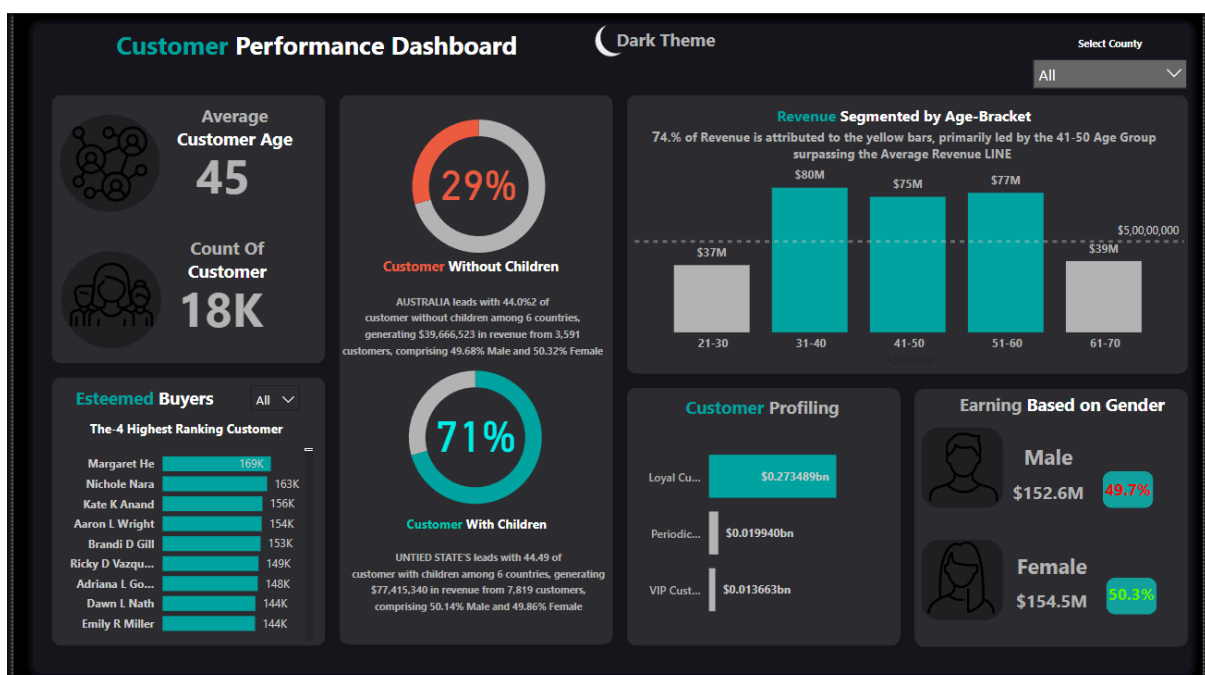 Customer Performance Dashboard
Dark Theme
Select County
All
Average
Customer Age
45
Count Of
Customer
18K
Esteemed Buyers
All
The-4 Highest Ranking Customer
Margaret He
169K
Nichole Nara
163K
Kate K Anand
156K
Aaron L Wright
154K
Brandi D Gill
153K
Ricky D Vazqu...
149K
Adriana L Go...
148K
Dawn L Nath
144K
Emily R Miller
144K
29%
Customer Without Children
AUSTRALIA leads with 44.0%2 of
customer without children among 6 countries,
generating $39,666,523 in revenue from 3,591
customers, comprising 49.68% Male and 50.32% Female
71%
Customer With Children
UNTIED STATE'S leads with 44.49 of
customer with children among 6 countries, generating
$77,415,340 in revenue from 7,819 customers,
comprising 50.14% Male and 49.86% Female
Revenue Segmented by Age-Bracket
74.% of Revenue is attributed to the yellow bars, primarily led by the 41-50 Age Group
surpassing the Average Revenue LINE
$37M
$80M
$75M
$77M
$39M
$5,00,00,000
21-30
31-40
41-50
51-60
61-70
Customer Profiling
Loyal Cu...
$0.273489bn
Periodic...
$0.019940bn
VIP Cust...
$0.013663bn
Earning Based on Gender
Male
$152.6M
49.7%
Female
$154.5M
50.3%